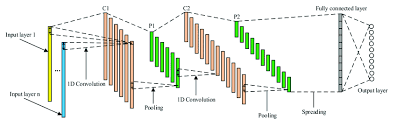 C1
C2
P2
Fully connected layer
P1
Input layer 1
...
Input layer n
1D Convolution
Pooling
1D Convolution
Pooling
Spreading
Output layer